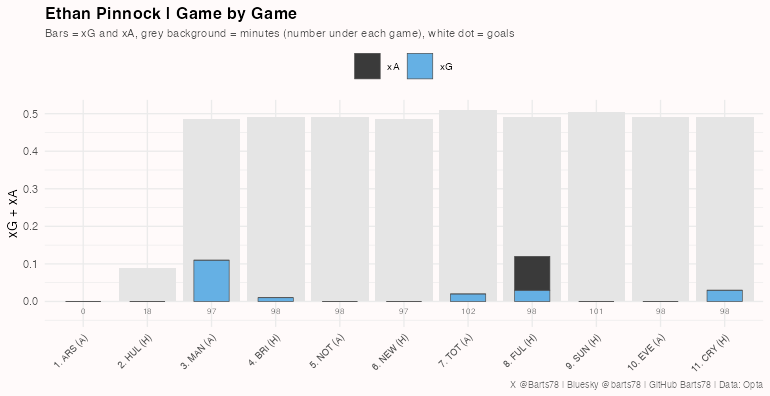 Ethan Pinnock | Game by Game
Bars = xG and xA, grey background = minutes (number under each game), white dot = goals
xA xG
xG + xA
0.5
0.4
0.3
0.2
0.1
0.0
0 18 97 98 98 97 102 98 101 98 98
1. ARS (A)
2. HUL (H)
3. MAN (A)
4. BRI (H)
5. NOT (A)
6. NEW (H)
7. TOT (A)
8. FUL (H)
9. SUN (H)
10. EVE (A)
11. CRY (H)
X @Barts78 | Bluesky @barts78 | GitHub Barts78 | Data: Opta